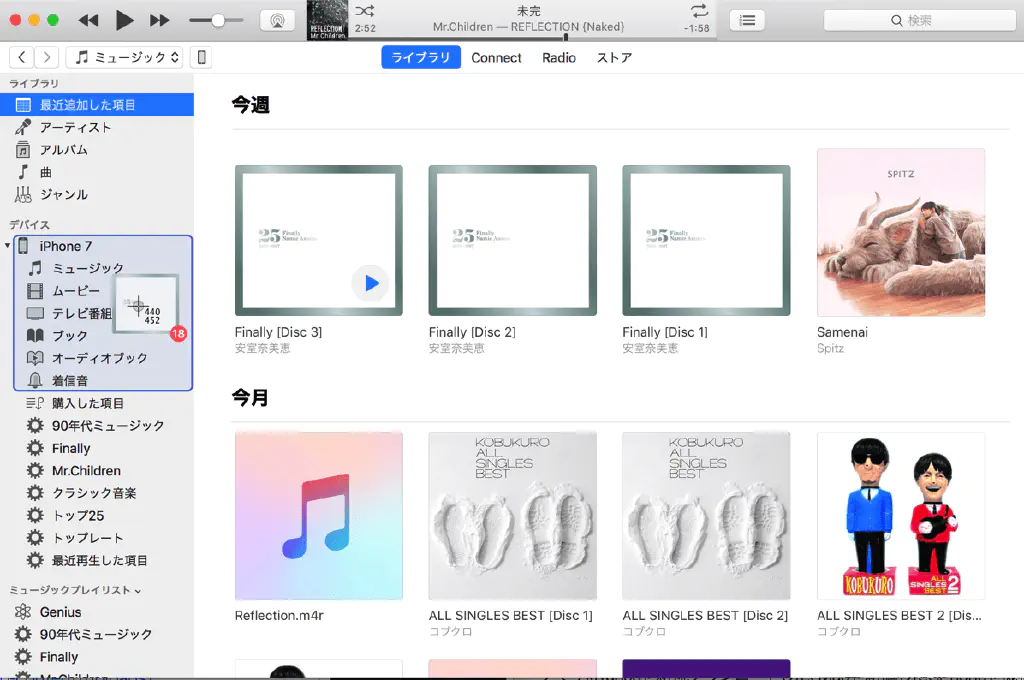 REFLECTION
Mr.Children
2:52
未完
Mr.Children — REFLECTION {Naked}
-1:58
検索
ミュージック
ライブラリ
Connect
Radio
ストア
ライブラリ
最近追加した項目
アーティスト
アルバム
曲
ジャンル
デバイス
iPhone 7
ミュージック
ムービー
テレビ番組
ブック
オーディオブック
着信音
440
452
18
購入した項目
90年代ミュージック
Finally
Mr.Children
クラシック音楽
トップ25
トップレート
最近再生した項目
ミュージックプレイリスト
Genius
90年代ミュージック
Finally
Mr.Children
今週
25 Finally
Namie Amuro
25 Finally
Namie Amuro
25 Finally
Namie Amuro
SPITZ
Finally [Disc 3]
安室奈美恵
Finally [Disc 2]
安室奈美恵
Finally [Disc 1]
安室奈美恵
Samenai
Spitz
今月
KOBUKURO
ALL
SINGLES
BEST
KOBUKURO
ALL
SINGLES
BEST
KOBUKURO
ALL
SINGLES
BEST 2
Reflection.m4r
ALL SINGLES BEST [Disc 1]
コブクロ
ALL SINGLES BEST [Disc 2]
コブクロ
ALL SINGLES BEST 2 [Dis...
コブクロ